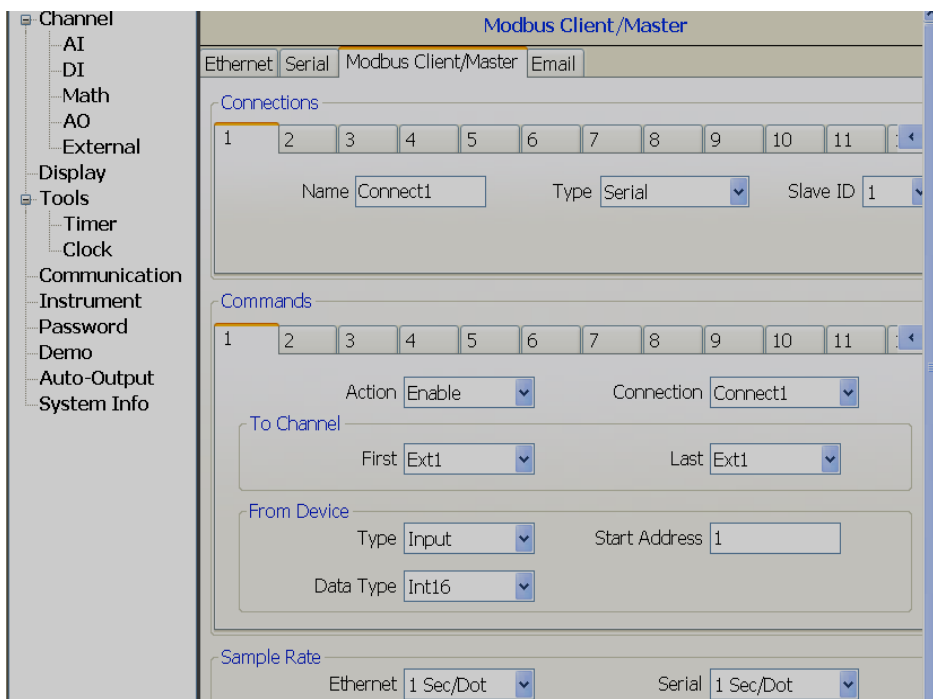 Channel
AI
DI
Math
AO
External
Display
Tools
Timer
Clock
Communication
Instrument
Password
Demo
Auto-Output
System Info
Modbus Client/Master
Ethernet Serial Modbus Client/Master Email
Connections
1 2 3 4 5 6 7 8 9 10 11
Name Connect1 Type Serial Slave ID 1
Commands
1 2 3 4 5 6 7 8 9 10 11
Action Enable Connection Connect1
To Channel
First Ext1 Last Ext1
From Device
Type Input Start Address 1
Data Type Int16
Sample Rate
Ethernet 1 Sec/Dot Serial 1 Sec/Dot